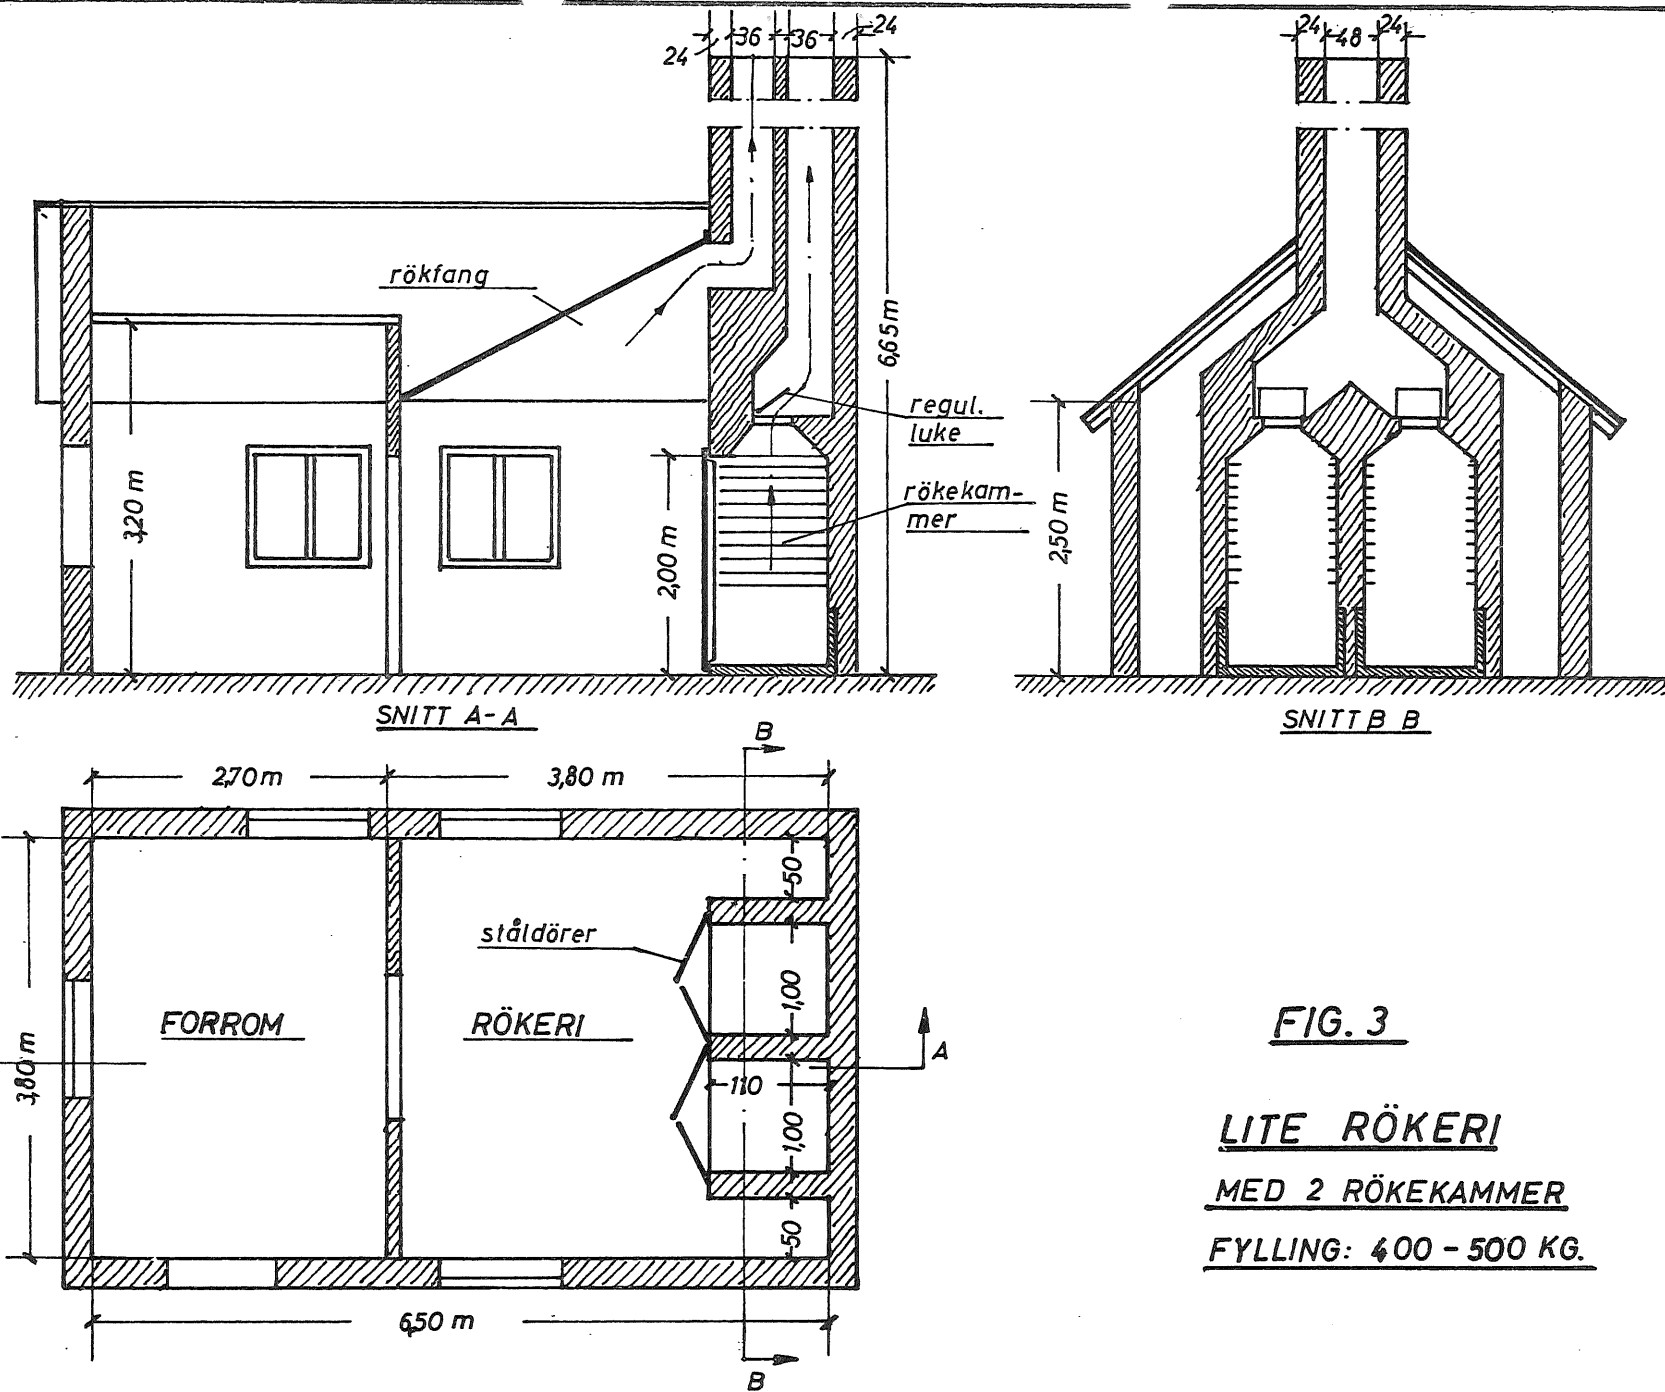 24 36 36 24
24 48 24
rökfang
6,65 m
regul.
luke
3,20 m
2,00 m
rökekam-
mer
2,50 m
SNITT A-A
SNITT B B
B
2,70 m 3,80 m
50
ståldörer
1,00
FORROM RÖKERI
3,80 m
A
110
1,00
50
6,50 m
B
FIG. 3
LITE RÖKERI
MED 2 RÖKEKAMMER
FYLLING: 400 - 500 KG.